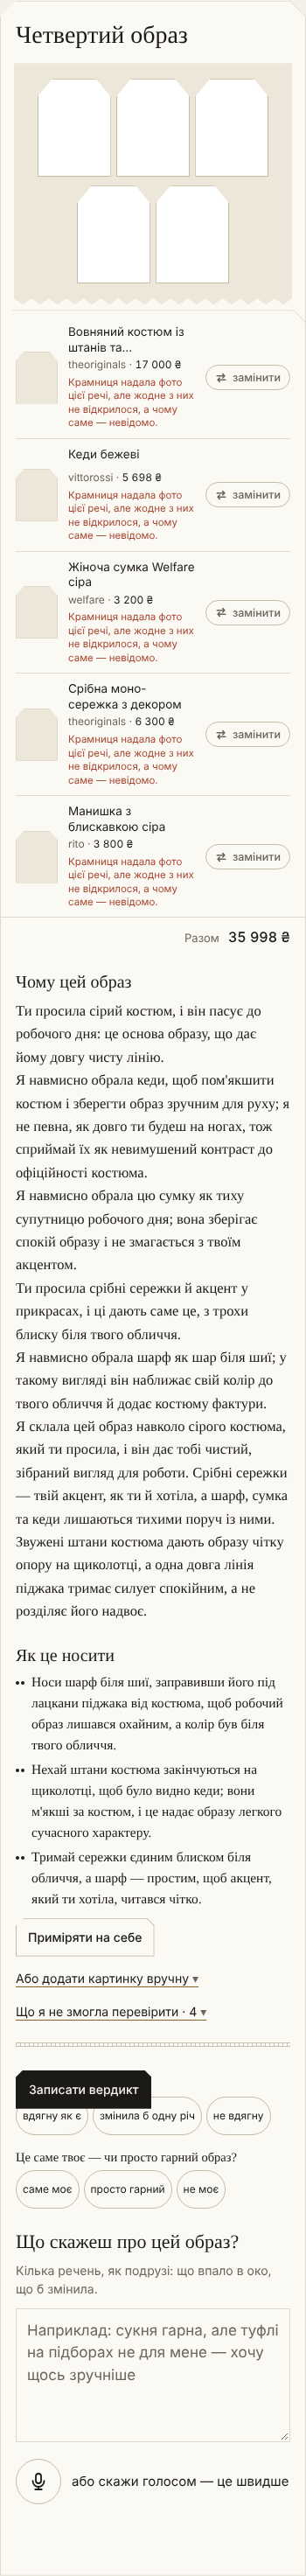 Четвертий образ
Вовняний костюм із
штанів та...
theoriginals · 17 000 ₴
Крамниця надала фото
цієї речі, але жодне з них
не відкрилося, а чому
саме — невідомо.
⇄ замінити
Кеди бежеві
vittorossi · 5 698 ₴
Крамниця надала фото
цієї речі, але жодне з них
не відкрилося, а чому
саме — невідомо.
⇄ замінити
Жіноча сумка Welfare
сіра
welfare · 3 200 ₴
Крамниця надала фото
цієї речі, але жодне з них
не відкрилося, а чому
саме — невідомо.
⇄ замінити
Срібна моно-
сережка з декором
theoriginals · 6 300 ₴
Крамниця надала фото
цієї речі, але жодне з них
не відкрилося, а чому
саме — невідомо.
⇄ замінити
Манишка з
блискавкою сіра
rito · 3 800 ₴
Крамниця надала фото
цієї речі, але жодне з них
не відкрилося, а чому
саме — невідомо.
⇄ замінити
Разом 35 998 ₴
Чому цей образ
Ти просила сірий костюм, і він пасує до
робочого дня: це основа образу, що дає
йому довгу чисту лінію.
Я навмисно обрала кеди, щоб пом'якшити
костюм і зберегти образ зручним для руху; я
не певна, як довго ти будеш на ногах, тож
сприймай їх як невимушений контраст до
офіційності костюма.
Я навмисно обрала цю сумку як тиху
супутницю робочого дня; вона зберігає
спокій образу і не змагається з твоїм
акцентом.
Ти просила срібні сережки й акцент у
прикрасах, і ці дають саме це, з трохи
блиску біля твого обличчя.
Я навмисно обрала шарф як шар біля шиї; у
такому вигляді він наближає свій колір до
твого обличчя й додає костюму фактури.
Я склала цей образ навколо сірого костюма,
який ти просила, і він дає тобі чистий,
зібраний вигляд для роботи. Срібні сережки
— твій акцент, як ти й хотіла, а шарф, сумка
та кеди лишаються тихими поруч із ними.
Звужені штани костюма дають образу чітку
опору на щиколотці, а одна довга лінія
піджака тримає силует спокійним, а не
розділяє його надвоє.
Як це носити
•• Носи шарф біля шиї, заправивши його під
лацкани піджака від костюма, щоб робочий
образ лишався охайним, а колір був біля
твого обличчя.
•• Нехай штани костюма закінчуються на
щиколотці, щоб було видно кеди; вони
м'якші за костюм, і це надає образу легкого
сучасного характеру.
•• Тримай сережки єдиним блиском біля
обличчя, а шарф — простим, щоб акцент,
який ти хотіла, читався чітко.
Приміряти на себе
Або додати картинку вручну ▾
Що я не змогла перевірити · 4 ▾
Записати вердикт
вдягну як є
змінила б одну річ
не вдягну
Це саме твоє — чи просто гарний образ?
саме моє
просто гарний
не моє
Що скажеш про цей образ?
Кілька речень, як подрузі: що впало в око,
що б змінила.
Наприклад: сукня гарна, але туфлі
на підборах не для мене — хочу
щось зручніше
або скажи голосом — це швидше